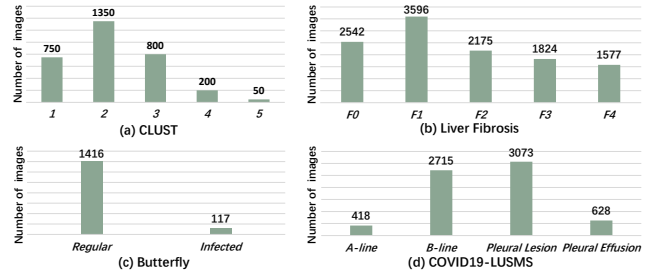 Number of images
1350
750
800
200
50
1 2 3 4 5
(a) CLUST
Number of images
3596
2542
2175
1824
1577
F0 F1 F2 F3 F4
(b) Liver Fibrosis
Number of images
1416
117
Regular Infected
(c) Butterfly
Number of images
3073
2715
628
418
A-line B-line Pleural Lesion Pleural Effusion
(d) COVID19-LUSMS